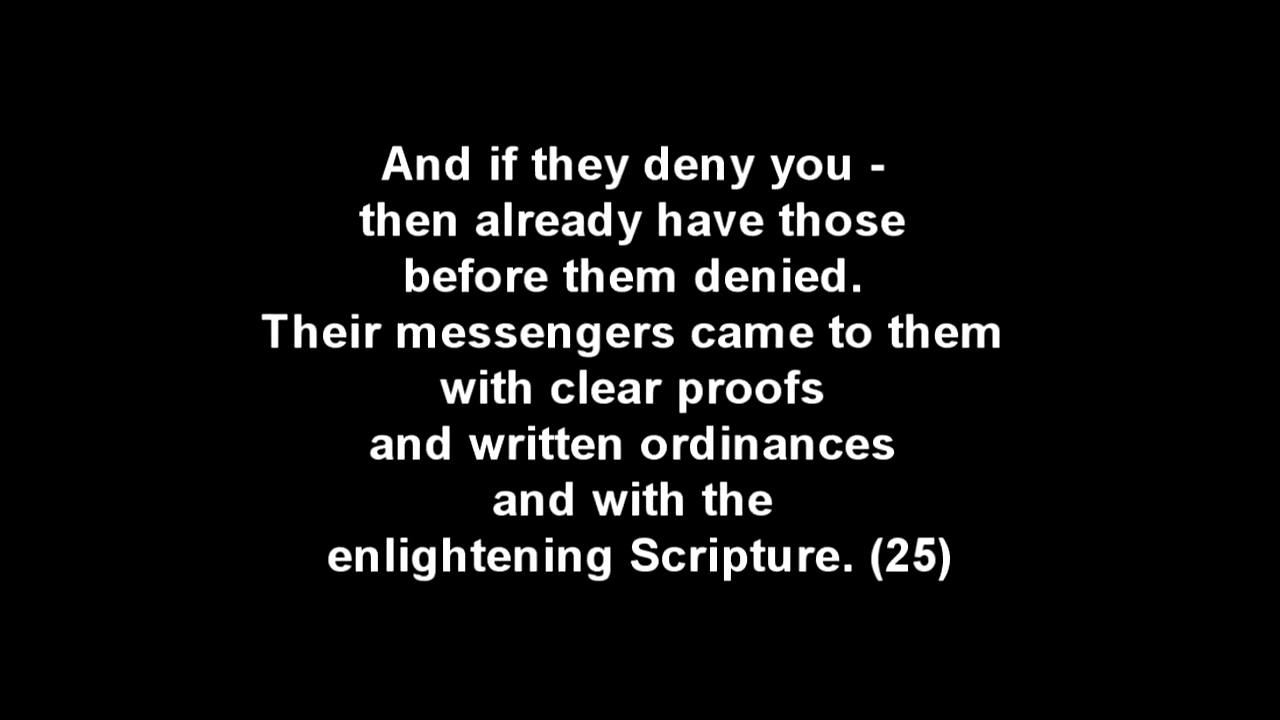 And if they deny you -
then already have those
before them denied.
Their messengers came to them
with clear proofs
and written ordinances
and with the
enlightening Scripture. (25)